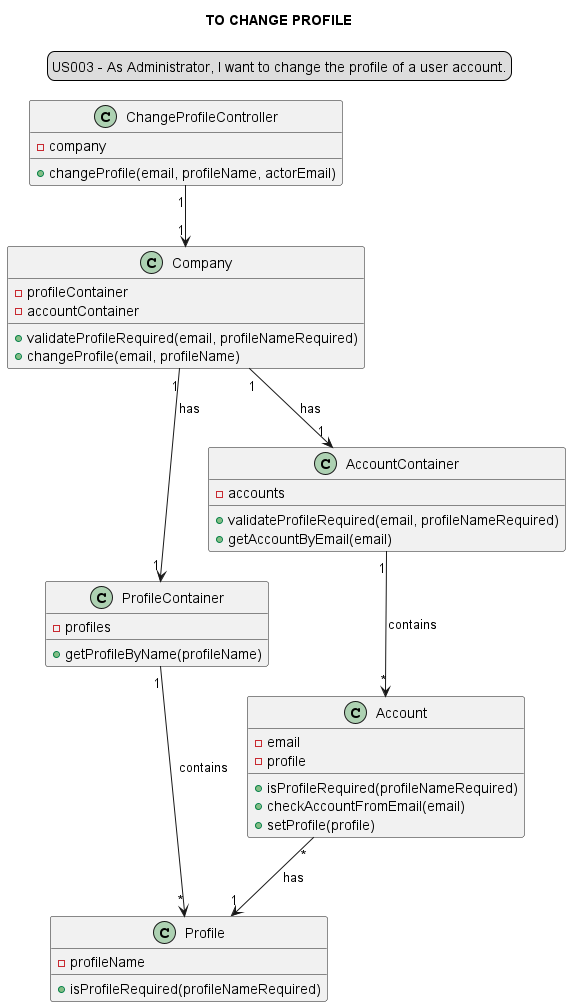 TO CHANGE PROFILE
US003 - As Administrator, I want to change the profile of a user account.
C ChangeProfileController
company
changeProfile(email, profileName, actorEmail)
1
1
C Company
profileContainer
accountContainer
validateProfileRequired(email, profileNameRequired)
changeProfile(email, profileName)
1
1
has
has
1
C AccountContainer
accounts
validateProfileRequired(email, profileNameRequired)
getAccountByEmail(email)
1
1
C ProfileContainer
profiles
getProfileByName(profileName)
contains
*
1
C Account
email
profile
isProfileRequired(profileNameRequired)
checkAccountFromEmail(email)
setProfile(profile)
contains
*
has
*
1
C Profile
profileName
isProfileRequired(profileNameRequired)